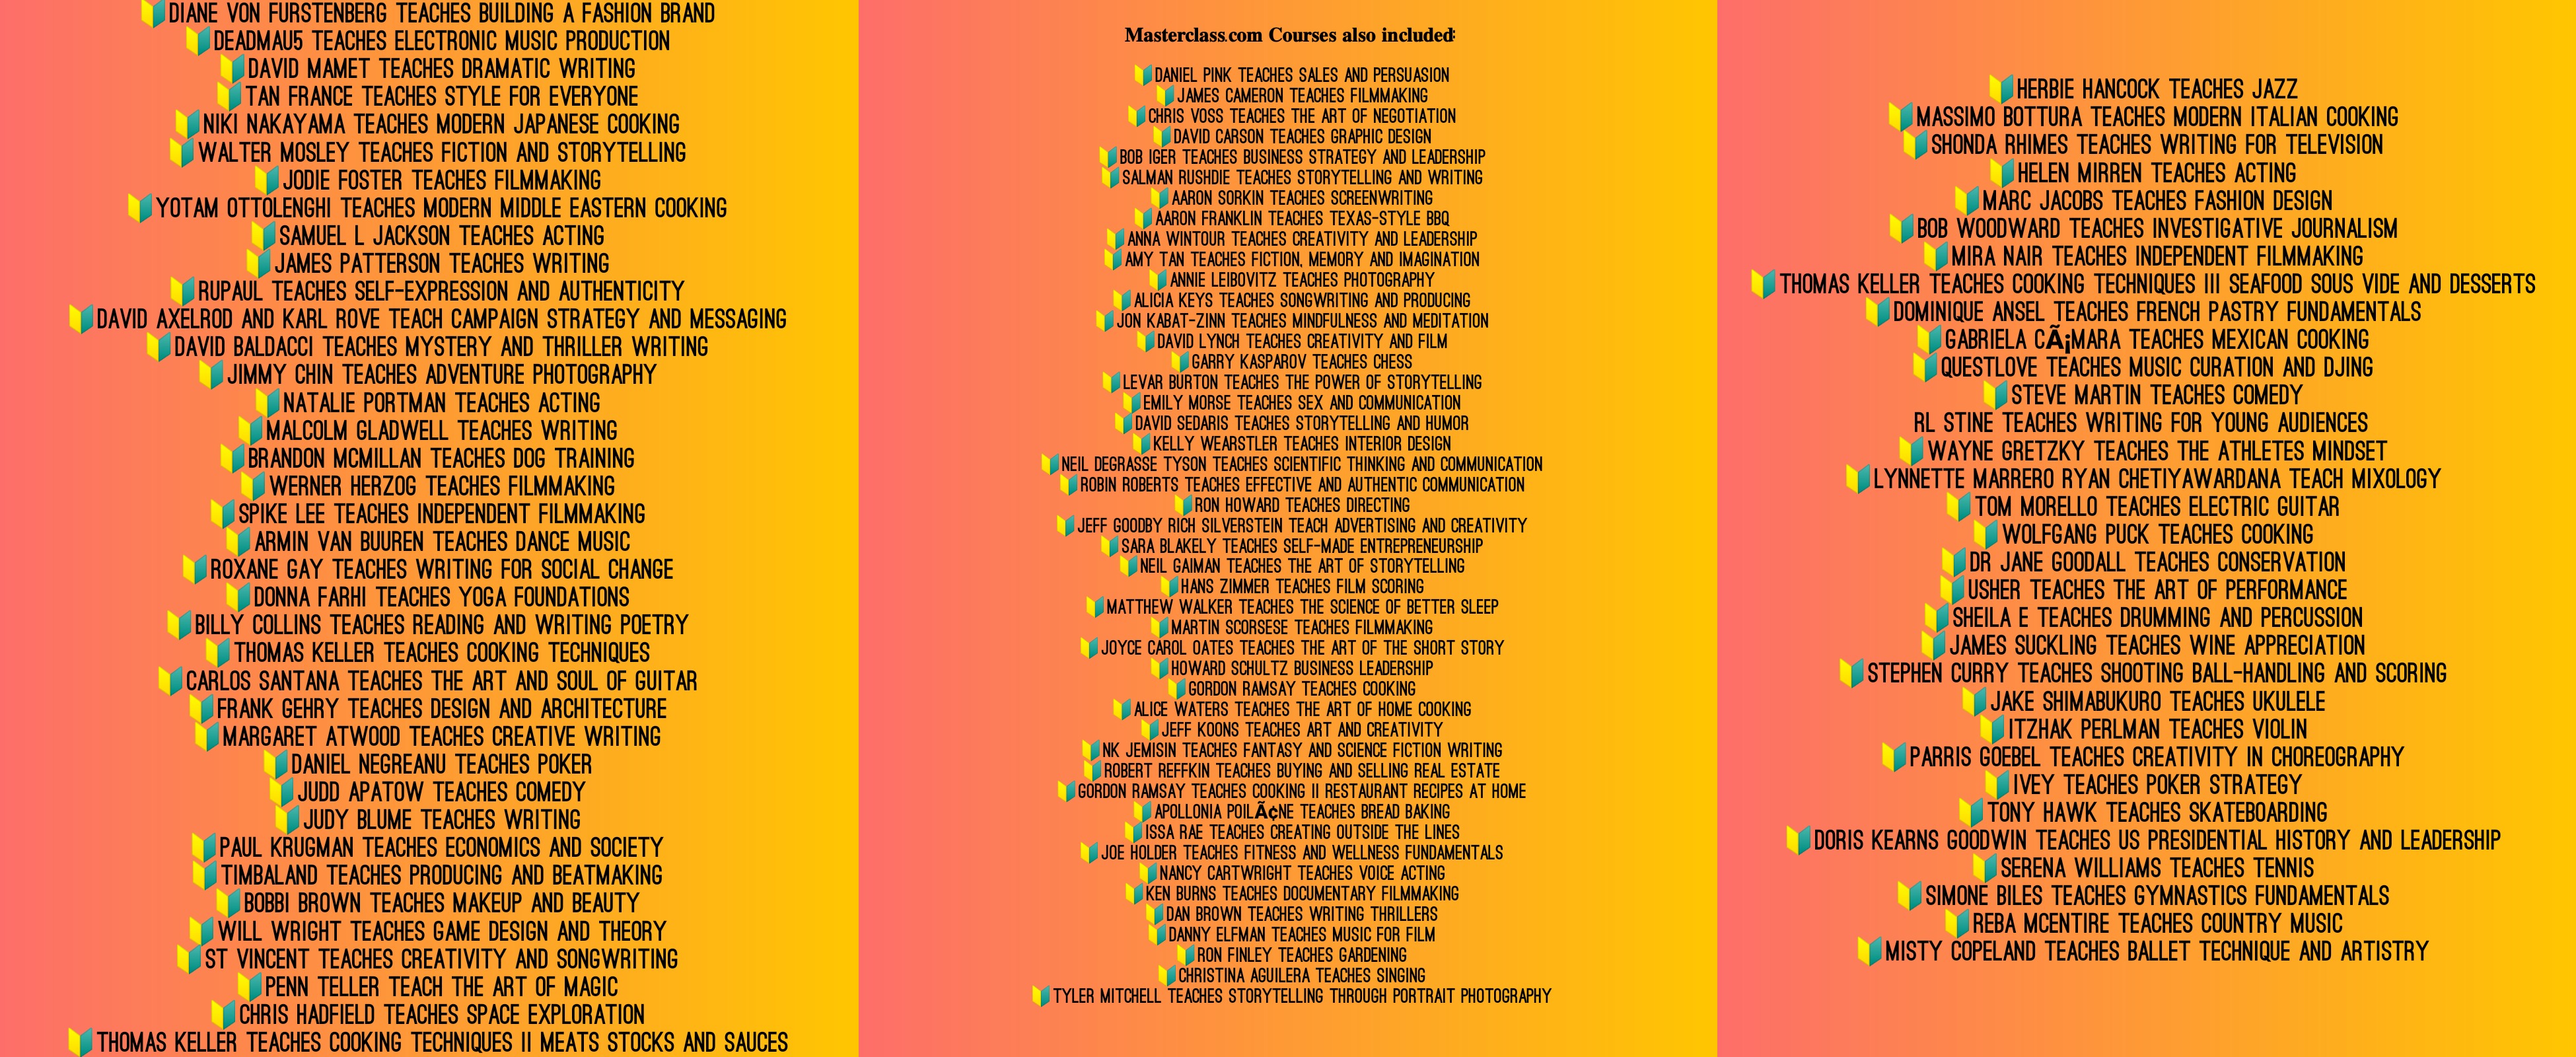 DIANE VON FURSTENBERG TEACHES BUILDING A FASHION BRAND
DEADMAU5 TEACHES ELECTRONIC MUSIC PRODUCTION
DAVID MAMET TEACHES DRAMATIC WRITING
TAN FRANCE TEACHES STYLE FOR EVERYONE
NIKI NAKAYAMA TEACHES MODERN JAPANESE COOKING
WALTER MOSLEY TEACHES FICTION AND STORYTELLING
JODIE FOSTER TEACHES FILMMAKING
YOTAM OTTOLENGHI TEACHES MODERN MIDDLE EASTERN COOKING
SAMUEL L JACKSON TEACHES ACTING
JAMES PATTERSON TEACHES WRITING
RUPAUL TEACHES SELF-EXPRESSION AND AUTHENTICITY
DAVID AXELROD AND KARL ROVE TEACH CAMPAIGN STRATEGY AND MESSAGING
DAVID BALDACCI TEACHES MYSTERY AND THRILLER WRITING
JIMMY CHIN TEACHES ADVENTURE PHOTOGRAPHY
NATALIE PORTMAN TEACHES ACTING
MALCOLM GLADWELL TEACHES WRITING
BRANDON MCMILLAN TEACHES DOG TRAINING
WERNER HERZOG TEACHES FILMMAKING
SPIKE LEE TEACHES INDEPENDENT FILMMAKING
ARMIN VAN BUUREN TEACHES DANCE MUSIC
ROXANE GAY TEACHES WRITING FOR SOCIAL CHANGE
DONNA FARHI TEACHES YOGA FOUNDATIONS
BILLY COLLINS TEACHES READING AND WRITING POETRY
THOMAS KELLER TEACHES COOKING TECHNIQUES
CARLOS SANTANA TEACHES THE ART AND SOUL OF GUITAR
FRANK GEHRY TEACHES DESIGN AND ARCHITECTURE
MARGARET ATWOOD TEACHES CREATIVE WRITING
DANIEL NEGREANU TEACHES POKER
JUDD APATOW TEACHES COMEDY
JUDY BLUME TEACHES WRITING
PAUL KRUGMAN TEACHES ECONOMICS AND SOCIETY
TIMBALAND TEACHES PRODUCING AND BEATMAKING
BOBBI BROWN TEACHES MAKEUP AND BEAUTY
WILL WRIGHT TEACHES GAME DESIGN AND THEORY
ST VINCENT TEACHES CREATIVITY AND SONGWRITING
PENN TELLER TEACH THE ART OF MAGIC
CHRIS HADFIELD TEACHES SPACE EXPLORATION
THOMAS KELLER TEACHES COOKING TECHNIQUES II MEATS STOCKS AND SAUCES
Masterclass.com Courses also included:
DANIEL PINK TEACHES SALES AND PERSUASION
JAMES CAMERON TEACHES FILMMAKING
CHRIS VOSS TEACHES THE ART OF NEGOTIATION
DAVID CARSON TEACHES GRAPHIC DESIGN
BOB IGER TEACHES BUSINESS STRATEGY AND LEADERSHIP
SALMAN RUSHDIE TEACHES STORYTELLING AND WRITING
AARON SORKIN TEACHES SCREENWRITING
AARON FRANKLIN TEACHES TEXAS-STYLE BBQ
ANNA WINTOUR TEACHES CREATIVITY AND LEADERSHIP
AMY TAN TEACHES FICTION, MEMORY AND IMAGINATION
ANNIE LEIBOVITZ TEACHES PHOTOGRAPHY
ALICIA KEYS TEACHES SONGWRITING AND PRODUCING
JON KABAT-ZINN TEACHES MINDFULNESS AND MEDITATION
DAVID LYNCH TEACHES CREATIVITY AND FILM
GARRY KASPAROV TEACHES CHESS
LEVAR BURTON TEACHES THE POWER OF STORYTELLING
EMILY MORSE TEACHES SEX AND COMMUNICATION
DAVID SEDARIS TEACHES STORYTELLING AND HUMOR
KELLY WEARSTLER TEACHES INTERIOR DESIGN
NEIL DEGRASSE TYSON TEACHES SCIENTIFIC THINKING AND COMMUNICATION
ROBIN ROBERTS TEACHES EFFECTIVE AND AUTHENTIC COMMUNICATION
RON HOWARD TEACHES DIRECTING
JEFF GOODBY RICH SILVERSTEIN TEACH ADVERTISING AND CREATIVITY
SARA BLAKELY TEACHES SELF-MADE ENTREPRENEURSHIP
NEIL GAIMAN TEACHES THE ART OF STORYTELLING
HANS ZIMMER TEACHES FILM SCORING
MATTHEW WALKER TEACHES THE SCIENCE OF BETTER SLEEP
MARTIN SCORSESE TEACHES FILMMAKING
JOYCE CAROL OATES TEACHES THE ART OF THE SHORT STORY
HOWARD SCHULTZ BUSINESS LEADERSHIP
GORDON RAMSAY TEACHES COOKING
ALICE WATERS TEACHES THE ART OF HOME COOKING
JEFF KOONS TEACHES ART AND CREATIVITY
NK JEMISIN TEACHES FANTASY AND SCIENCE FICTION WRITING
ROBERT REFFKIN TEACHES BUYING AND SELLING REAL ESTATE
GORDON RAMSAY TEACHES COOKING II RESTAURANT RECIPES AT HOME
APOLLONIA POILÃ¢NE TEACHES BREAD BAKING
ISSA RAE TEACHES CREATING OUTSIDE THE LINES
JOE HOLDER TEACHES FITNESS AND WELLNESS FUNDAMENTALS
NANCY CARTWRIGHT TEACHES VOICE ACTING
KEN BURNS TEACHES DOCUMENTARY FILMMAKING
DAN BROWN TEACHES WRITING THRILLERS
DANNY ELFMAN TEACHES MUSIC FOR FILM
RON FINLEY TEACHES GARDENING
CHRISTINA AGUILERA TEACHES SINGING
TYLER MITCHELL TEACHES STORYTELLING THROUGH PORTRAIT PHOTOGRAPHY
HERBIE HANCOCK TEACHES JAZZ
MASSIMO BOTTURA TEACHES MODERN ITALIAN COOKING
SHONDA RHIMES TEACHES WRITING FOR TELEVISION
HELEN MIRREN TEACHES ACTING
MARC JACOBS TEACHES FASHION DESIGN
BOB WOODWARD TEACHES INVESTIGATIVE JOURNALISM
MIRA NAIR TEACHES INDEPENDENT FILMMAKING
THOMAS KELLER TEACHES COOKING TECHNIQUES III SEAFOOD SOUS VIDE AND DESSERTS
DOMINIQUE ANSEL TEACHES FRENCH PASTRY FUNDAMENTALS
GABRIELA CÃ¡MARA TEACHES MEXICAN COOKING
QUESTLOVE TEACHES MUSIC CURATION AND DJING
STEVE MARTIN TEACHES COMEDY
RL STINE TEACHES WRITING FOR YOUNG AUDIENCES
WAYNE GRETZKY TEACHES THE ATHLETES MINDSET
LYNNETTE MARRERO RYAN CHETIYAWARDANA TEACH MIXOLOGY
TOM MORELLO TEACHES ELECTRIC GUITAR
WOLFGANG PUCK TEACHES COOKING
DR JANE GOODALL TEACHES CONSERVATION
USHER TEACHES THE ART OF PERFORMANCE
SHEILA E TEACHES DRUMMING AND PERCUSSION
JAMES SUCKLING TEACHES WINE APPRECIATION
STEPHEN CURRY TEACHES SHOOTING BALL-HANDLING AND SCORING
JAKE SHIMABUKURO TEACHES UKULELE
ITZHAK PERLMAN TEACHES VIOLIN
PARRIS GOEBEL TEACHES CREATIVITY IN CHOREOGRAPHY
IVEY TEACHES POKER STRATEGY
TONY HAWK TEACHES SKATEBOARDING
DORIS KEARNS GOODWIN TEACHES US PRESIDENTIAL HISTORY AND LEADERSHIP
SERENA WILLIAMS TEACHES TENNIS
SIMONE BILES TEACHES GYMNASTICS FUNDAMENTALS
REBA MCENTIRE TEACHES COUNTRY MUSIC
MISTY COPELAND TEACHES BALLET TECHNIQUE AND ARTISTRY